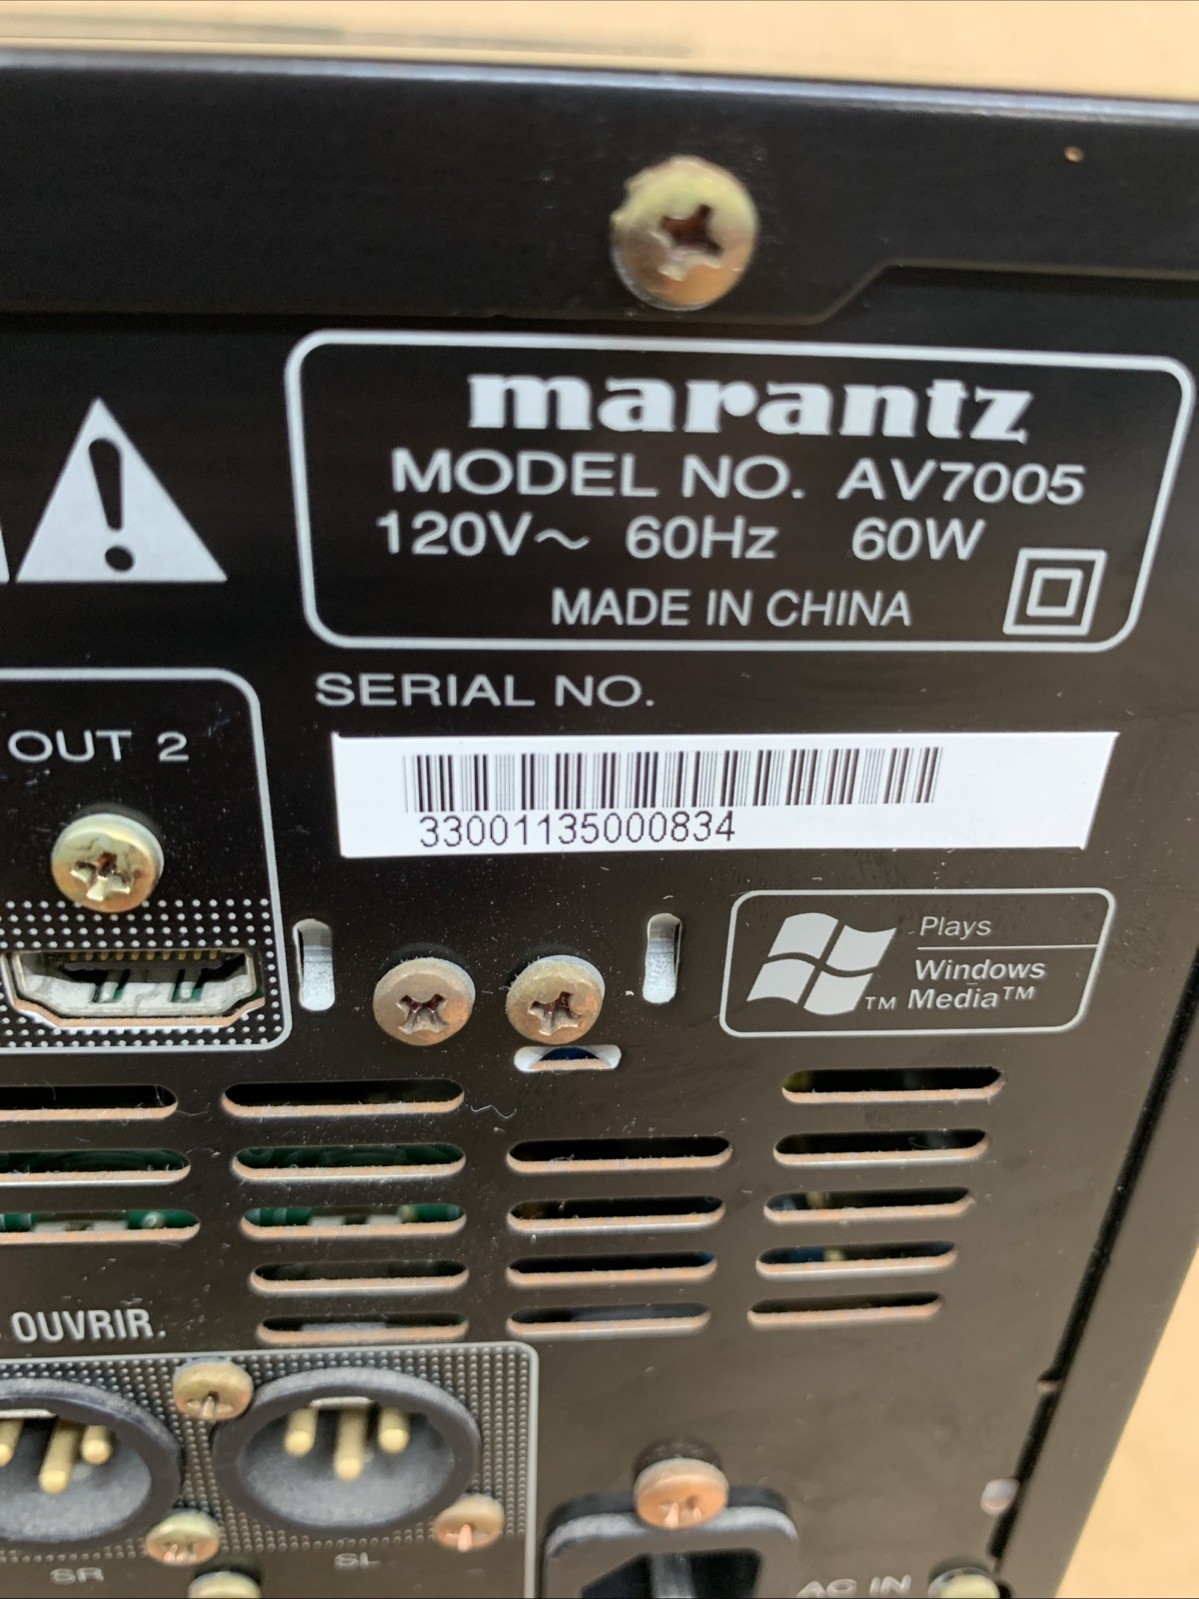 marantz
MODEL NO. AV7005
120V~ 60Hz 60W
MADE IN CHINA
SERIAL NO.
33001135000834
OUT 2
Plays
Windows
TM Media™
OUVRIR.
SR
SL
AC IN